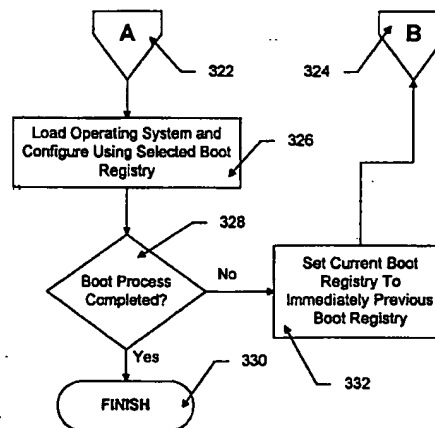 A
B
322
324
Load Operating System and
Configure Using Selected Boot
Registry
326
328
Boot Process
Completed?
No
Set Current Boot
Registry To
Immediately Previous
Boot Registry
Yes
330
332
FINISH